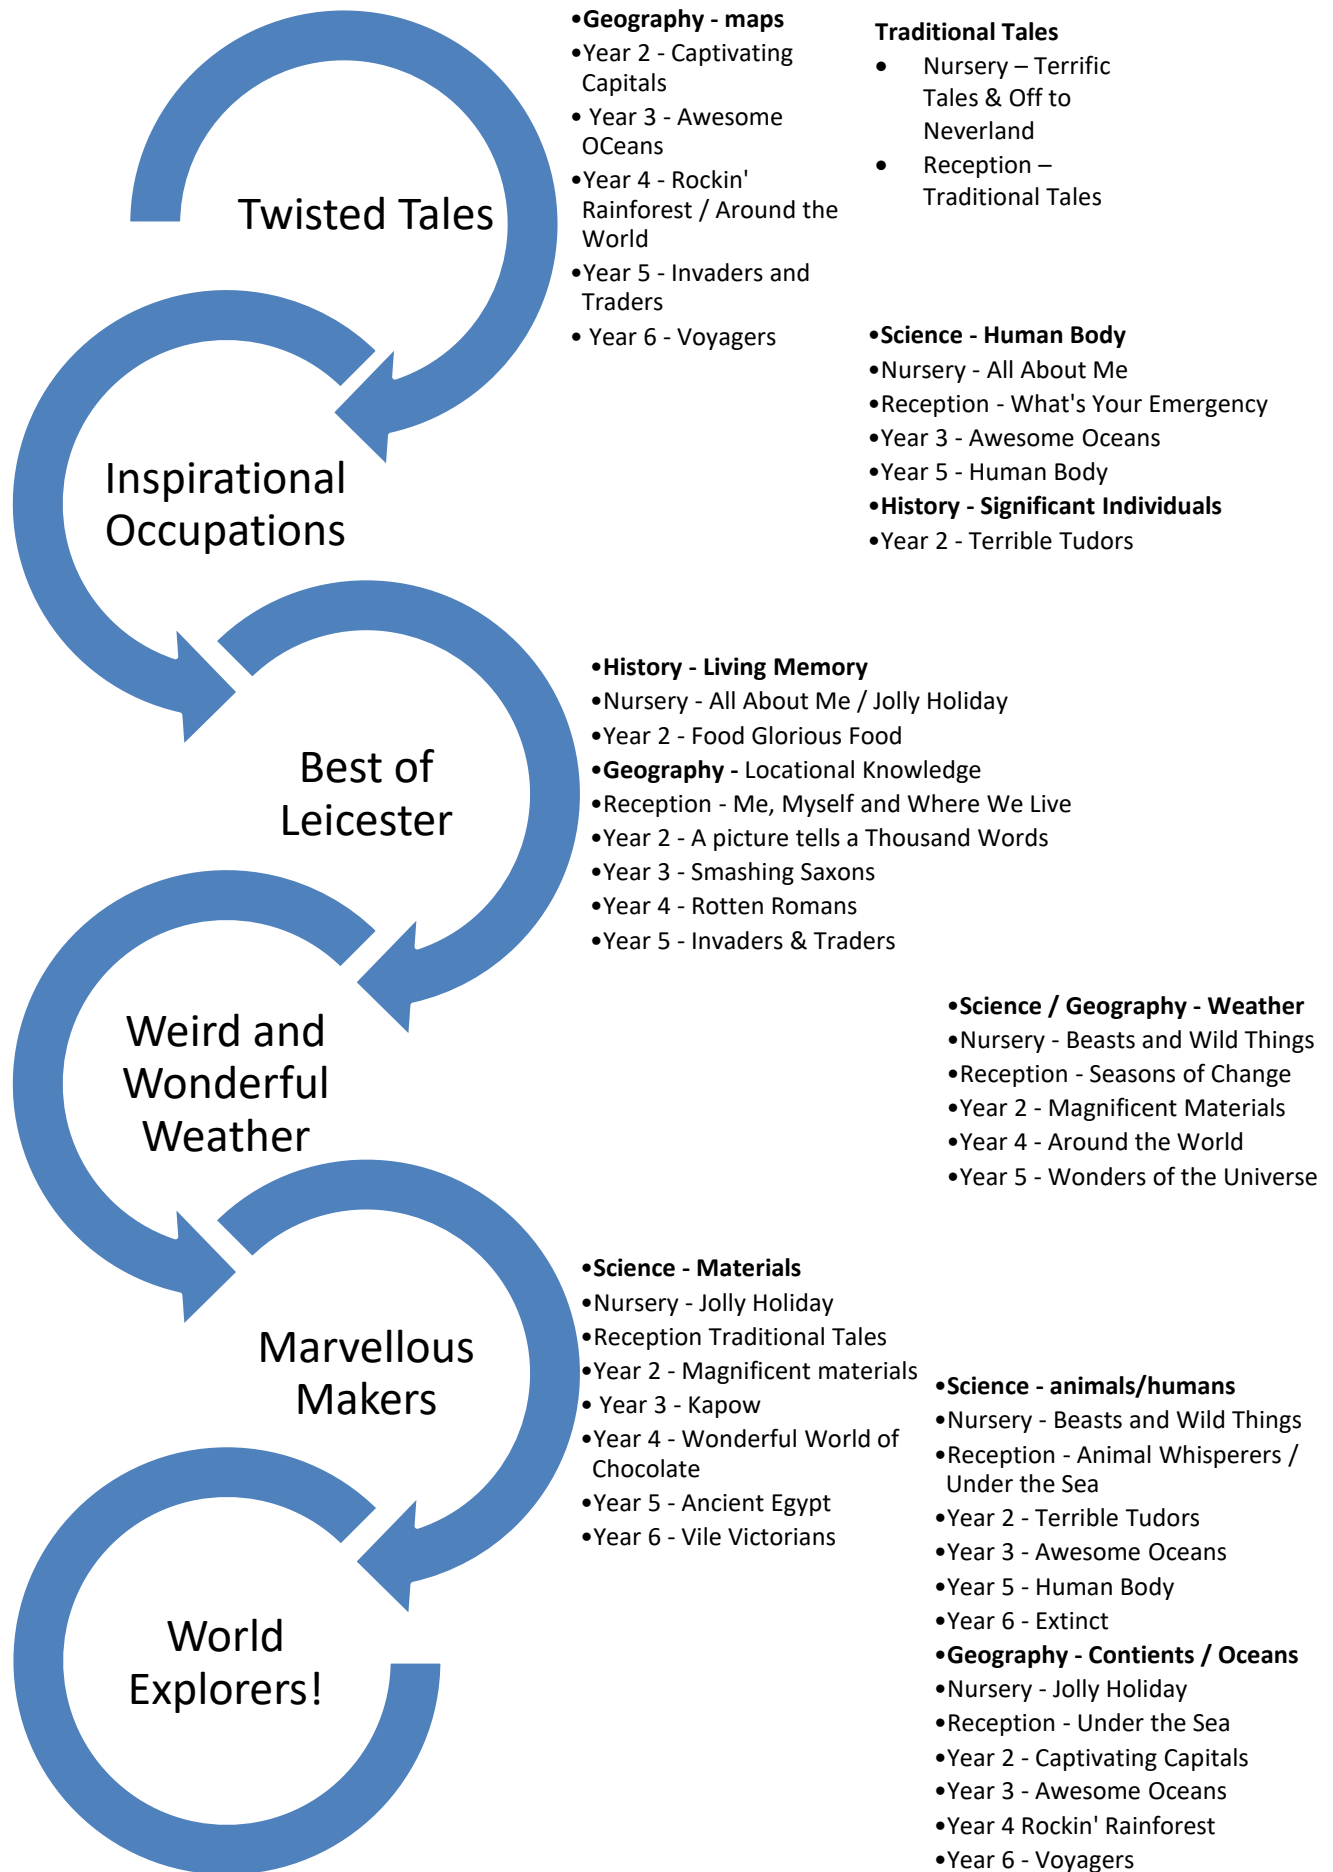 Twisted Tales
•Geography - maps
•Year 2 - Captivating
Capitals
• Year 3 - Awesome
OCeans
•Year 4 - Rockin'
Rainforest / Around the
World
•Year 5 - Invaders and
Traders
• Year 6 - Voyagers
Traditional Tales
• Nursery – Terrific
Tales & Off to
Neverland
• Reception –
Traditional Tales
Inspirational
Occupations
•Science - Human Body
•Nursery - All About Me
•Reception - What's Your Emergency
•Year 3 - Awesome Oceans
•Year 5 - Human Body
•History - Significant Individuals
•Year 2 - Terrible Tudors
Best of
Leicester
•History - Living Memory
•Nursery - All About Me / Jolly Holiday
•Year 2 - Food Glorious Food
•Geography - Locational Knowledge
•Reception - Me, Myself and Where We Live
•Year 2 - A picture tells a Thousand Words
•Year 3 - Smashing Saxons
•Year 4 - Rotten Romans
•Year 5 - Invaders & Traders
Weird and
Wonderful
Weather
•Science / Geography - Weather
•Nursery - Beasts and Wild Things
•Reception - Seasons of Change
•Year 2 - Magnificent Materials
•Year 4 - Around the World
•Year 5 - Wonders of the Universe
Marvellous
Makers
•Science - Materials
•Nursery - Jolly Holiday
•Reception Traditional Tales
•Year 2 - Magnificent materials
• Year 3 - Kapow
•Year 4 - Wonderful World of
Chocolate
•Year 5 - Ancient Egypt
•Year 6 - Vile Victorians
World
Explorers!
•Science - animals/humans
•Nursery - Beasts and Wild Things
•Reception - Animal Whisperers /
Under the Sea
•Year 2 - Terrible Tudors
•Year 3 - Awesome Oceans
•Year 5 - Human Body
•Year 6 - Extinct
•Geography - Contients / Oceans
•Nursery - Jolly Holiday
•Reception - Under the Sea
•Year 2 - Captivating Capitals
•Year 3 - Awesome Oceans
•Year 4 Rockin' Rainforest
•Year 6 - Voyagers